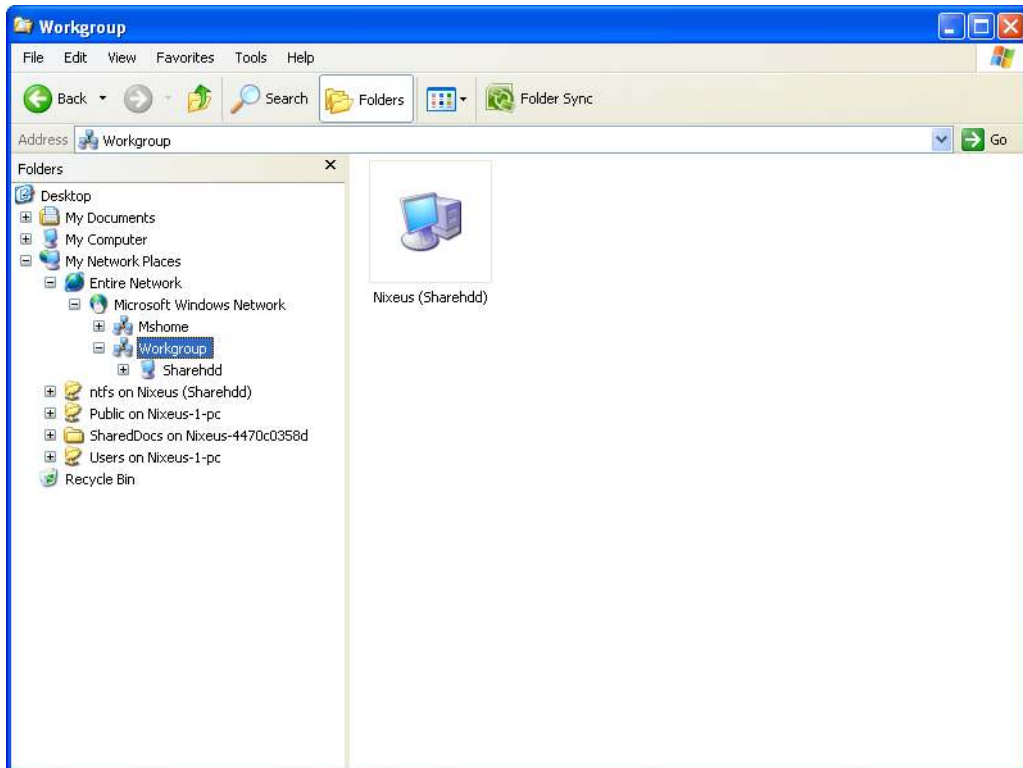 Workgroup
File Edit View Favorites Tools Help
Back Search Folders Folder Sync
Address Workgroup Go
Folders
Desktop
My Documents
My Computer
My Network Places
Entire Network
Microsoft Windows Network
Mshome
Workgroup
Sharehdd
ntfs on Nixeus (Sharehdd)
Public on Nixeus-1-pc
SharedDocs on Nixeus-4470c0358d
Users on Nixeus-1-pc
Recycle Bin
Nixeus (Sharehdd)